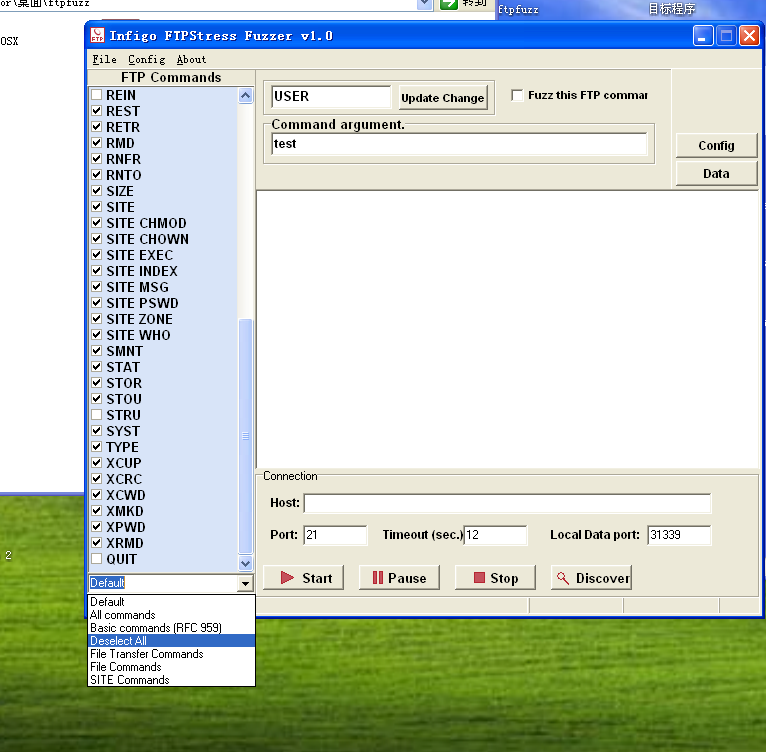 or\桌面\ftpfuzz
转到
ftpfuzz
目标程序
OSX
Infigo FTPStress Fuzzer v1.0
File Config About
FTP Commands
REIN
REST
RETR
RMD
RNFR
RNTO
SIZE
SITE
SITE CHMOD
SITE CHOWN
SITE EXEC
SITE INDEX
SITE MSG
SITE PSWD
SITE ZONE
SITE WHO
SMNT
STAT
STOR
STOU
STRU
SYST
TYPE
XCUP
XCRC
XCWD
XMKD
XPWD
XRMD
QUIT
Default
Default
All commands
Basic commands (RFC 959)
Deselect All
File Transfer Commands
File Commands
SITE Commands
USER
Update Change
Fuzz this FTP commar
Command argument.
test
Config
Data
Connection
Host:
Port: 21 Timeout (sec.) 12 Local Data port: 31339
Start Pause Stop Discover
2